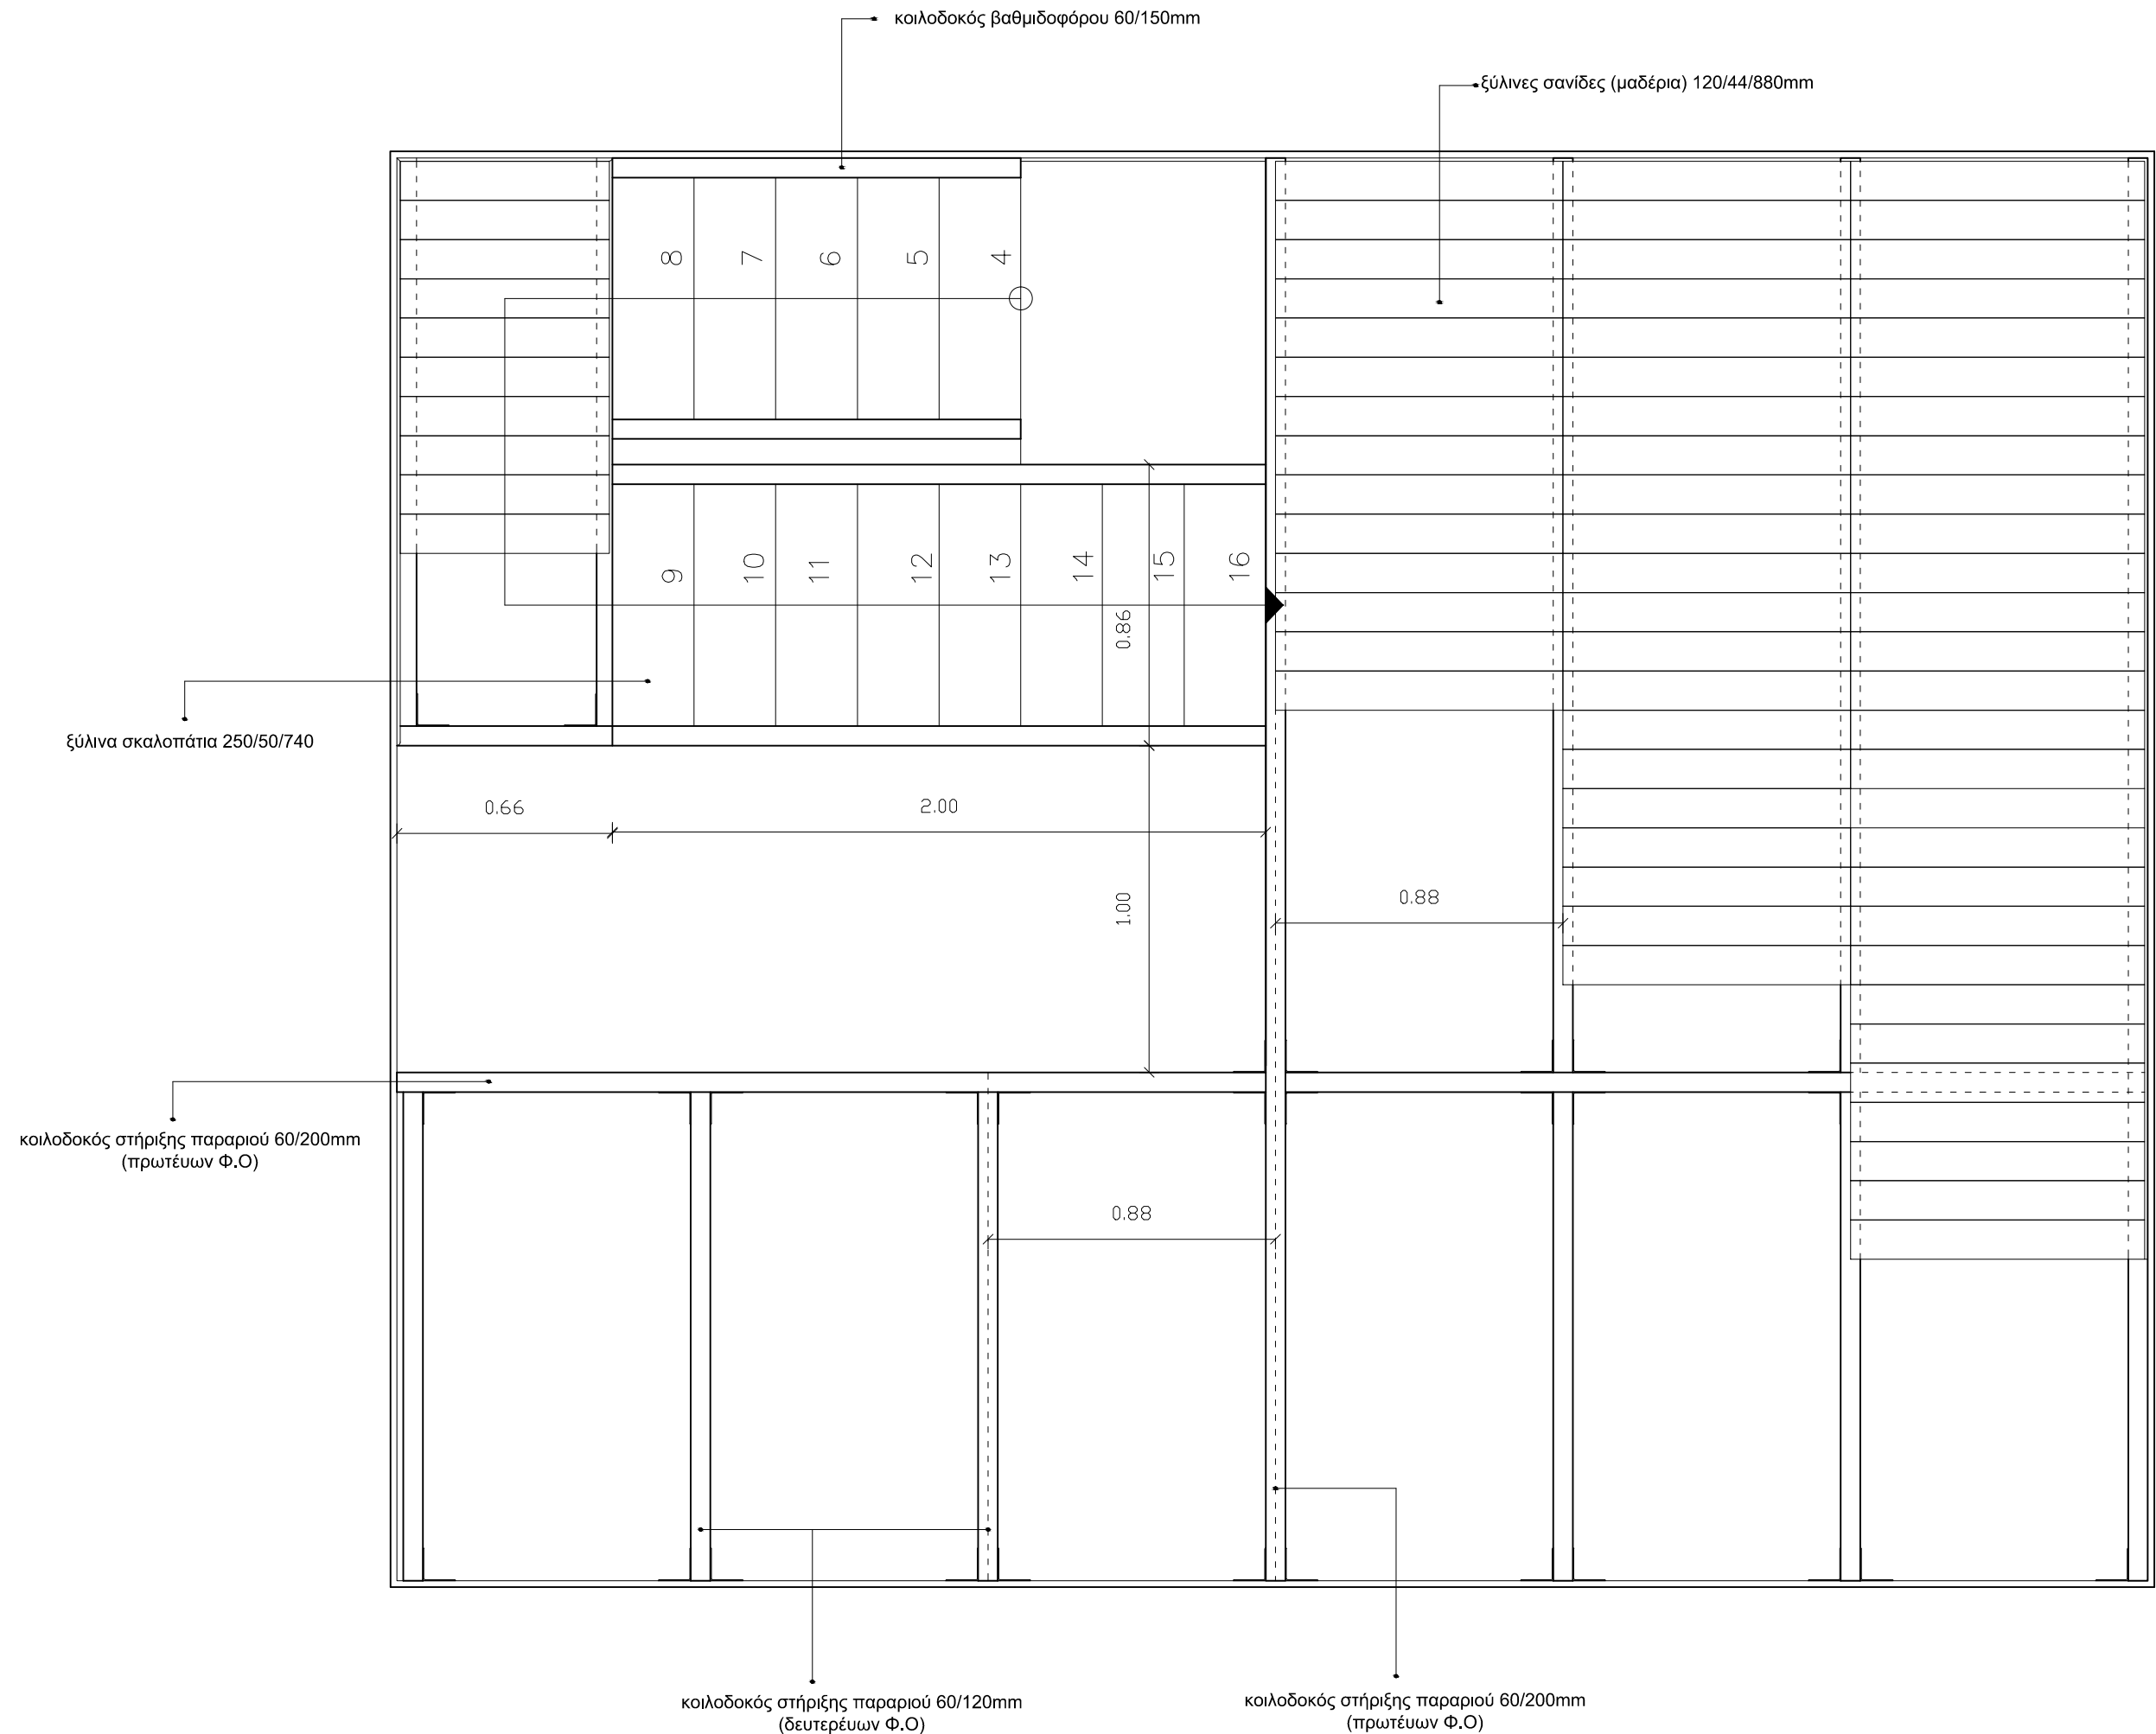 κοιλοδοκός βαθμιδοφόρου 60/150mm
ξύλινες σανίδες (μαδέρια) 120/44/880mm
8
7
6
5
4
9
10
11
12
13
14
15
16
0.86
ξύλινα σκαλοπάτια 250/50/740
0.66
2.00
0.88
1.00
κοιλοδοκός στήριξης παραριού 60/200mm
(πρωτέυων Φ.Ο)
0.88
κοιλοδοκός στήριξης παραριού 60/120mm
(δευτερέυων Φ.Ο)
κοιλοδοκός στήριξης παραριού 60/200mm
(πρωτέυων Φ.Ο)